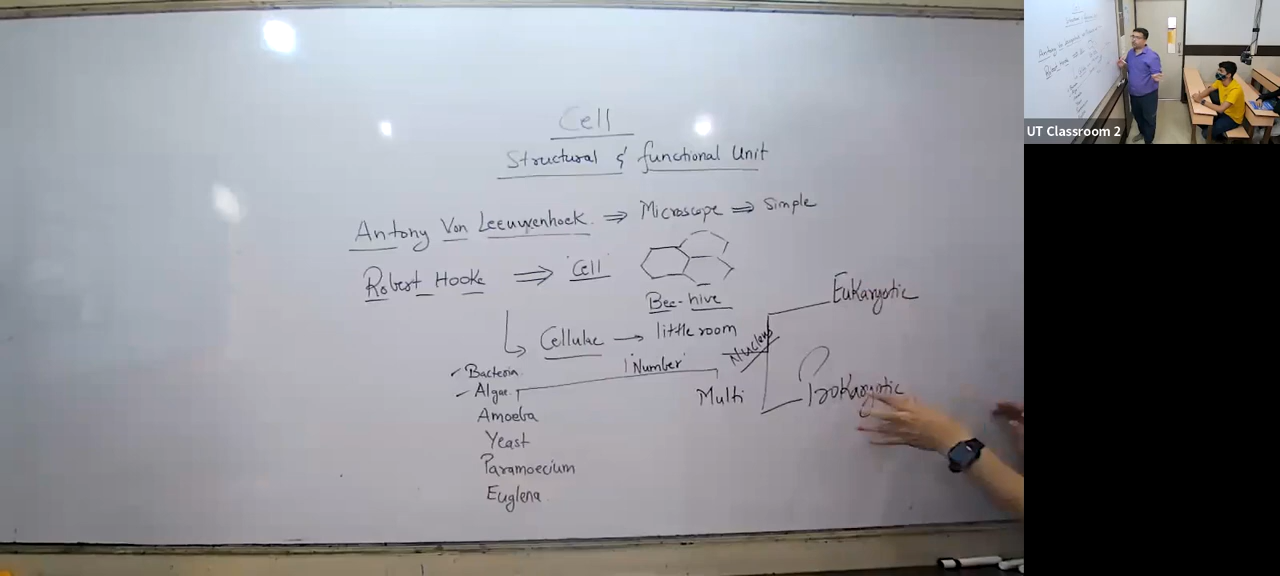 Cell
Structural & functional Unit
Antony Von Leeuwenhoek ⇒ Microscope ⇒ Simple
Robert Hooke ⇒ 'Cell'
Bee-hive
Cellulae → little room
'Number'
Bacteria
Algae
Amoeba
Yeast
Paramoecium
Euglena
Multi
Nucleus
Eukaryotic
Prokaryotic
UT Classroom 2